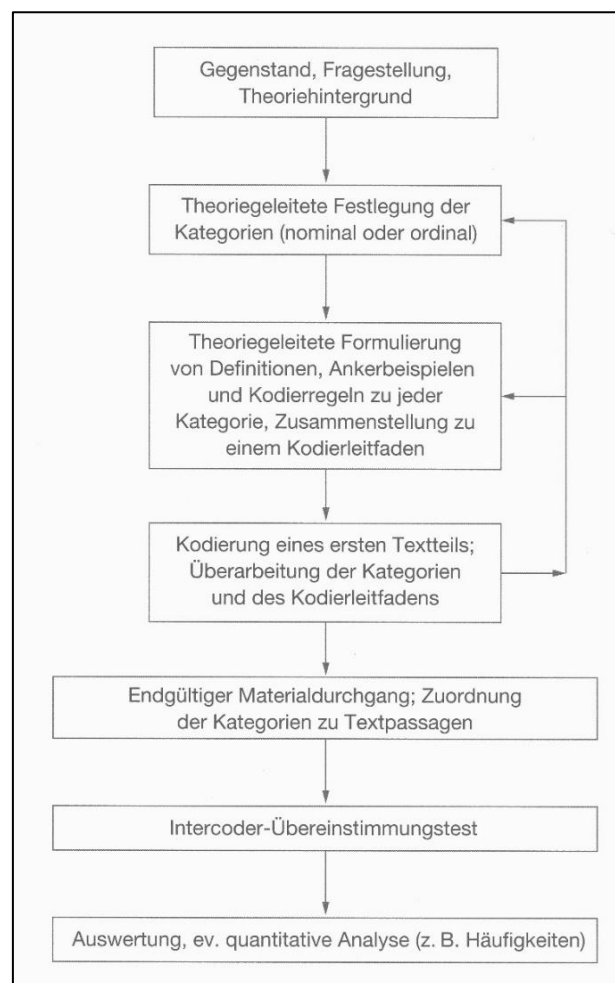 Gegenstand, Fragestellung,
Theoriehintergrund
Theoriegeleitete Festlegung der
Kategorien (nominal oder ordinal)
Theoriegeleitete Formulierung
von Definitionen, Ankerbeispielen
und Kodierregeln zu jeder
Kategorie, Zusammenstellung zu
einem Kodierleitfaden
Kodierung eines ersten Textteils;
Überarbeitung der Kategorien
und des Kodierleitfadens
Endgültiger Materialdurchgang; Zuordnung
der Kategorien zu Textpassagen
Intercoder-Übereinstimmungstest
Auswertung, ev. quantitative Analyse (z. B. Häufigkeiten)